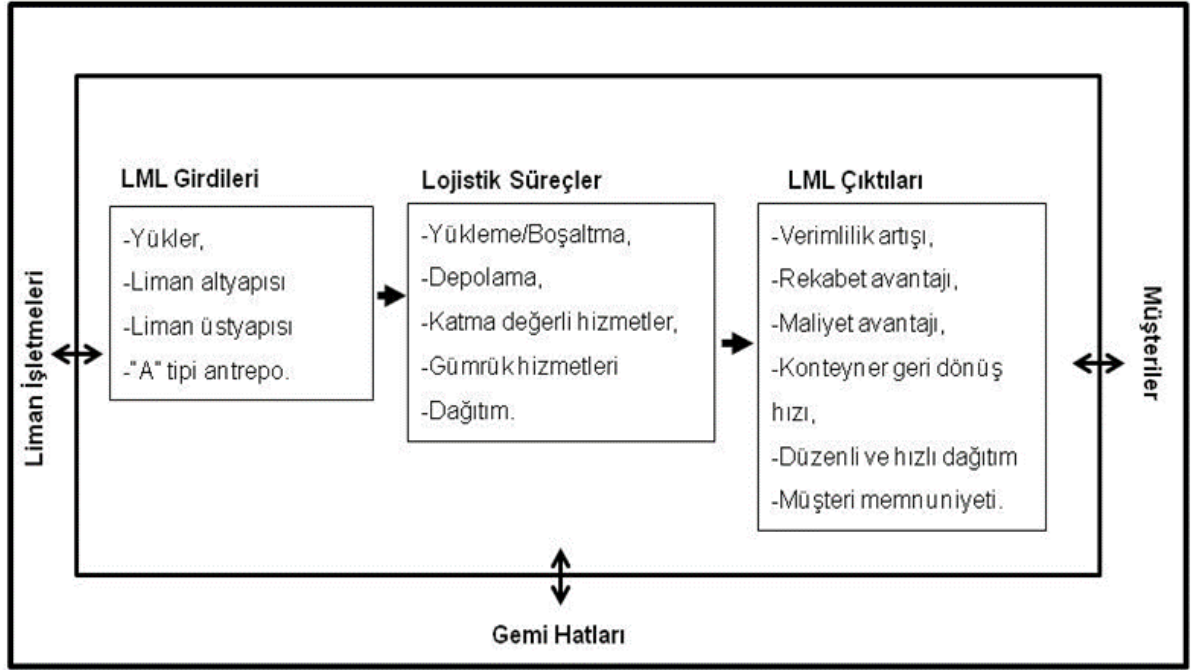 LML Girdileri
-Yükler,
-Liman altyapısı
-Liman üstyapısı
-"A" tipi antrepo.
Lojistik Süreçler
-Yükleme/Boşaltma,
-Depolama,
-Katma değerli hizmetler,
-Gümrük hizmetleri
-Dağıtım.
LML Çıktıları
-Verimlilik artışı,
-Rekabet avantajı,
-Maliyet avantajı,
-Konteyner geri dönüş
hızı,
-Düzenli ve hızlı dağıtım
-Müşteri memnuniyeti.
Liman İşletmeleri
Müşteriler
Gemi Hatları